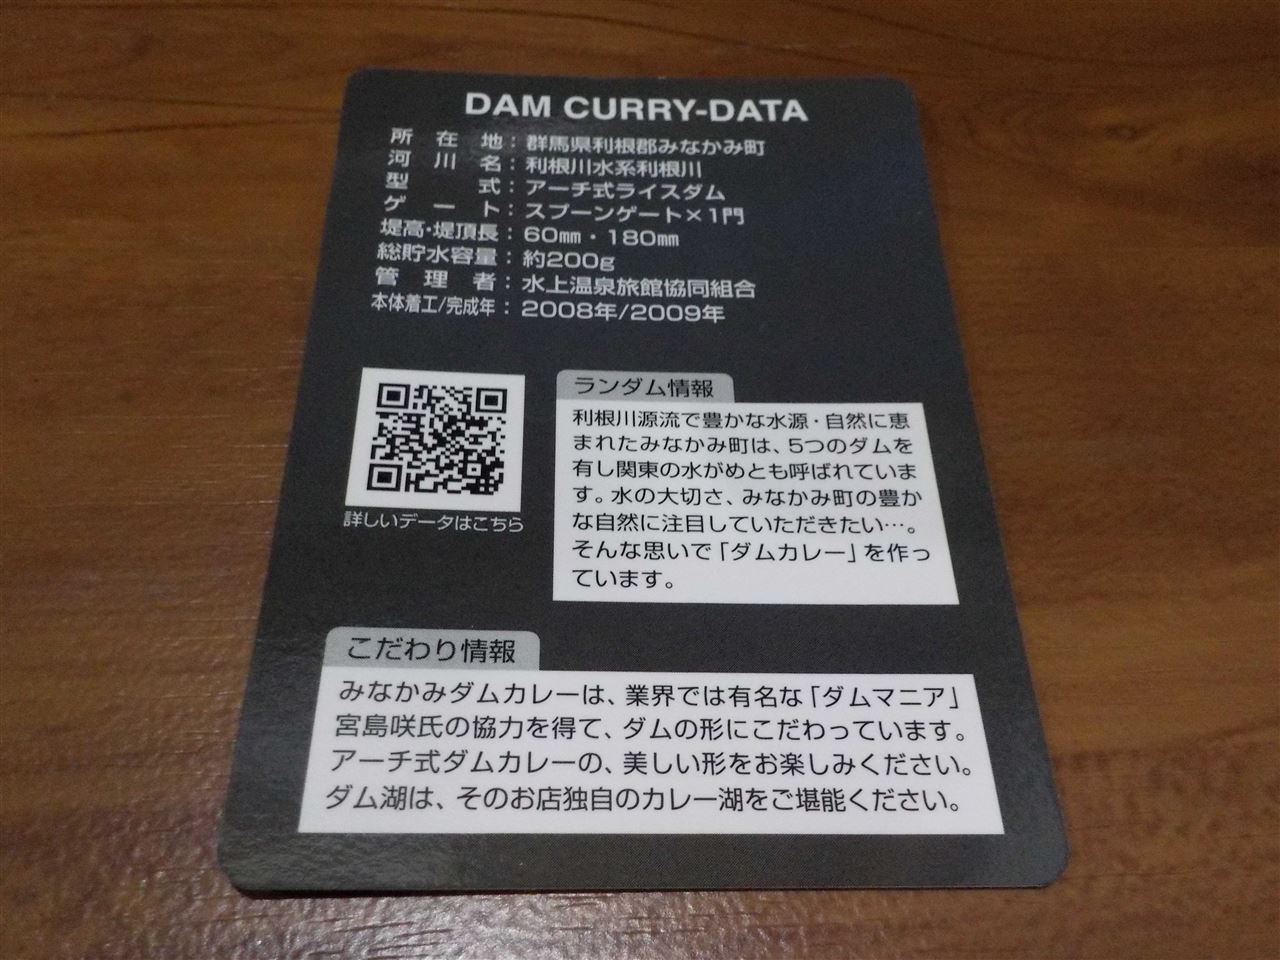 DAM CURRY-DATA
所在地：群馬県利根郡みなかみ町
河川名：利根川水系利根川
型式：アーチ式ライスダム
ゲート：スプーンゲート×1門
堤高・堤頂長：60㎜・180㎜
総貯水容量：約200g
管理者：水上温泉旅館協同組合
本体着工/完成年：2008年/2009年
詳しいデータはこちら
ランダム情報
利根川源流で豊かな水源・自然に恵
まれたみなかみ町は、5つのダムを
有し関東の水がめとも呼ばれていま
す。水の大切さ、みなかみ町の豊か
な自然に注目していただきたい…。
そんな思いで「ダムカレー」を作っ
ています。
こだわり情報
みなかみダムカレーは、業界では有名な「ダムマニア」
宮島咲氏の協力を得て、ダムの形にこだわっています。
アーチ式ダムカレーの、美しい形をお楽しみください。
ダム湖は、そのお店独自のカレー湖をご堪能ください。